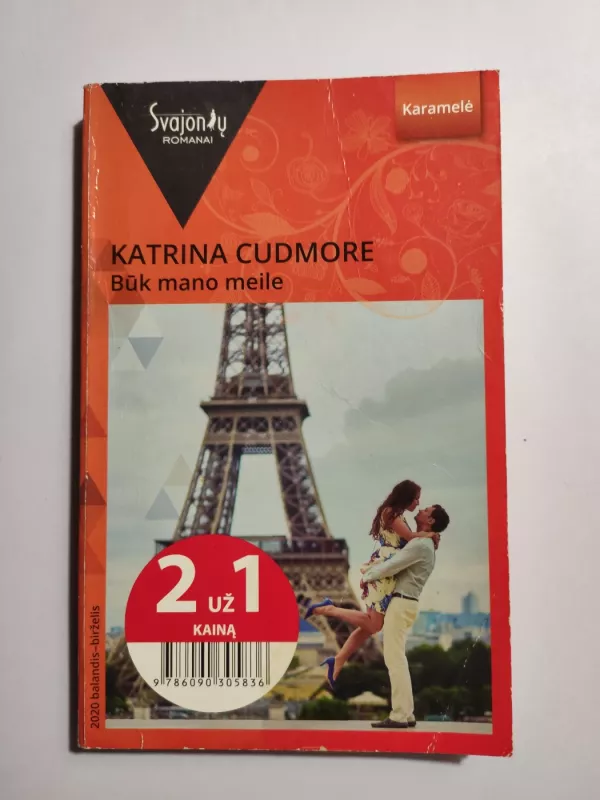 Svajonių
ROMANAI
Karamelė
KATRINA CUDMORE
Būk mano meile
2 UŽ 1
KAINĄ
9 786090 305836
2020 balandis–birželis